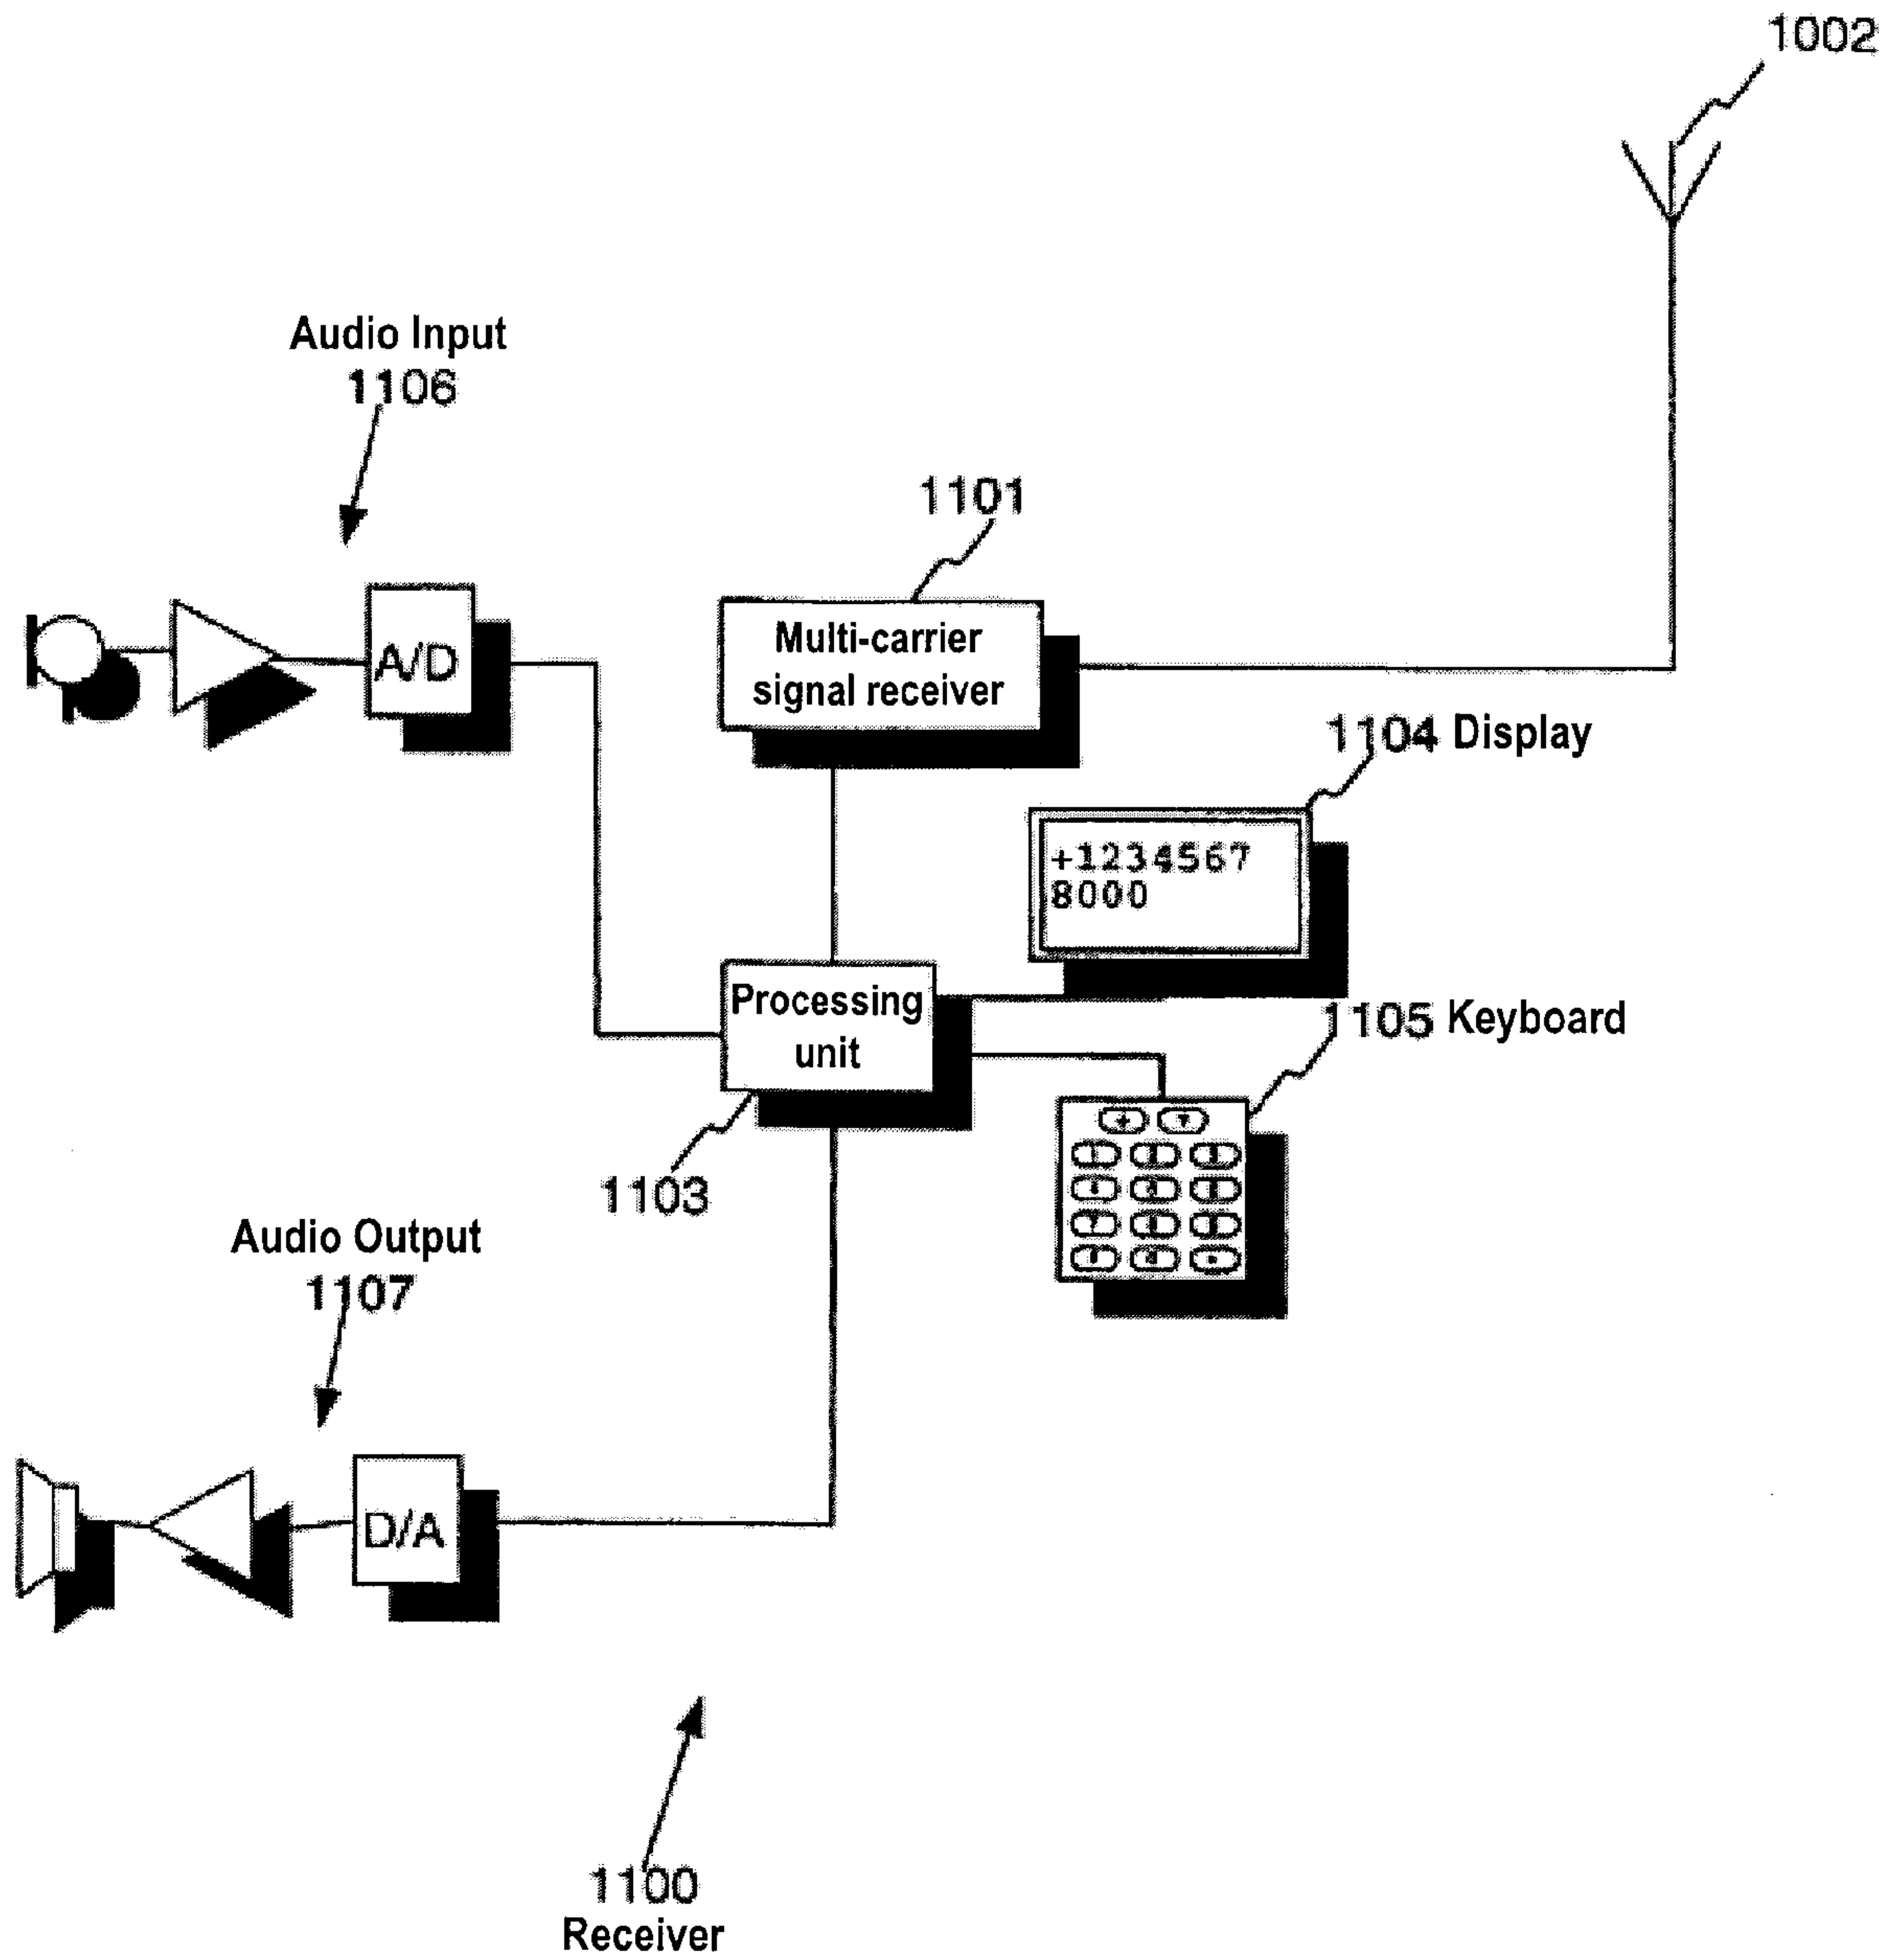 1002
Audio Input
1106
1101
Multi-carrier
signal receiver
A/D
1104 Display
+1234567
8000
Processing
unit
1105 Keyboard
1103
Audio Output
1107
D/A
1100
Receiver